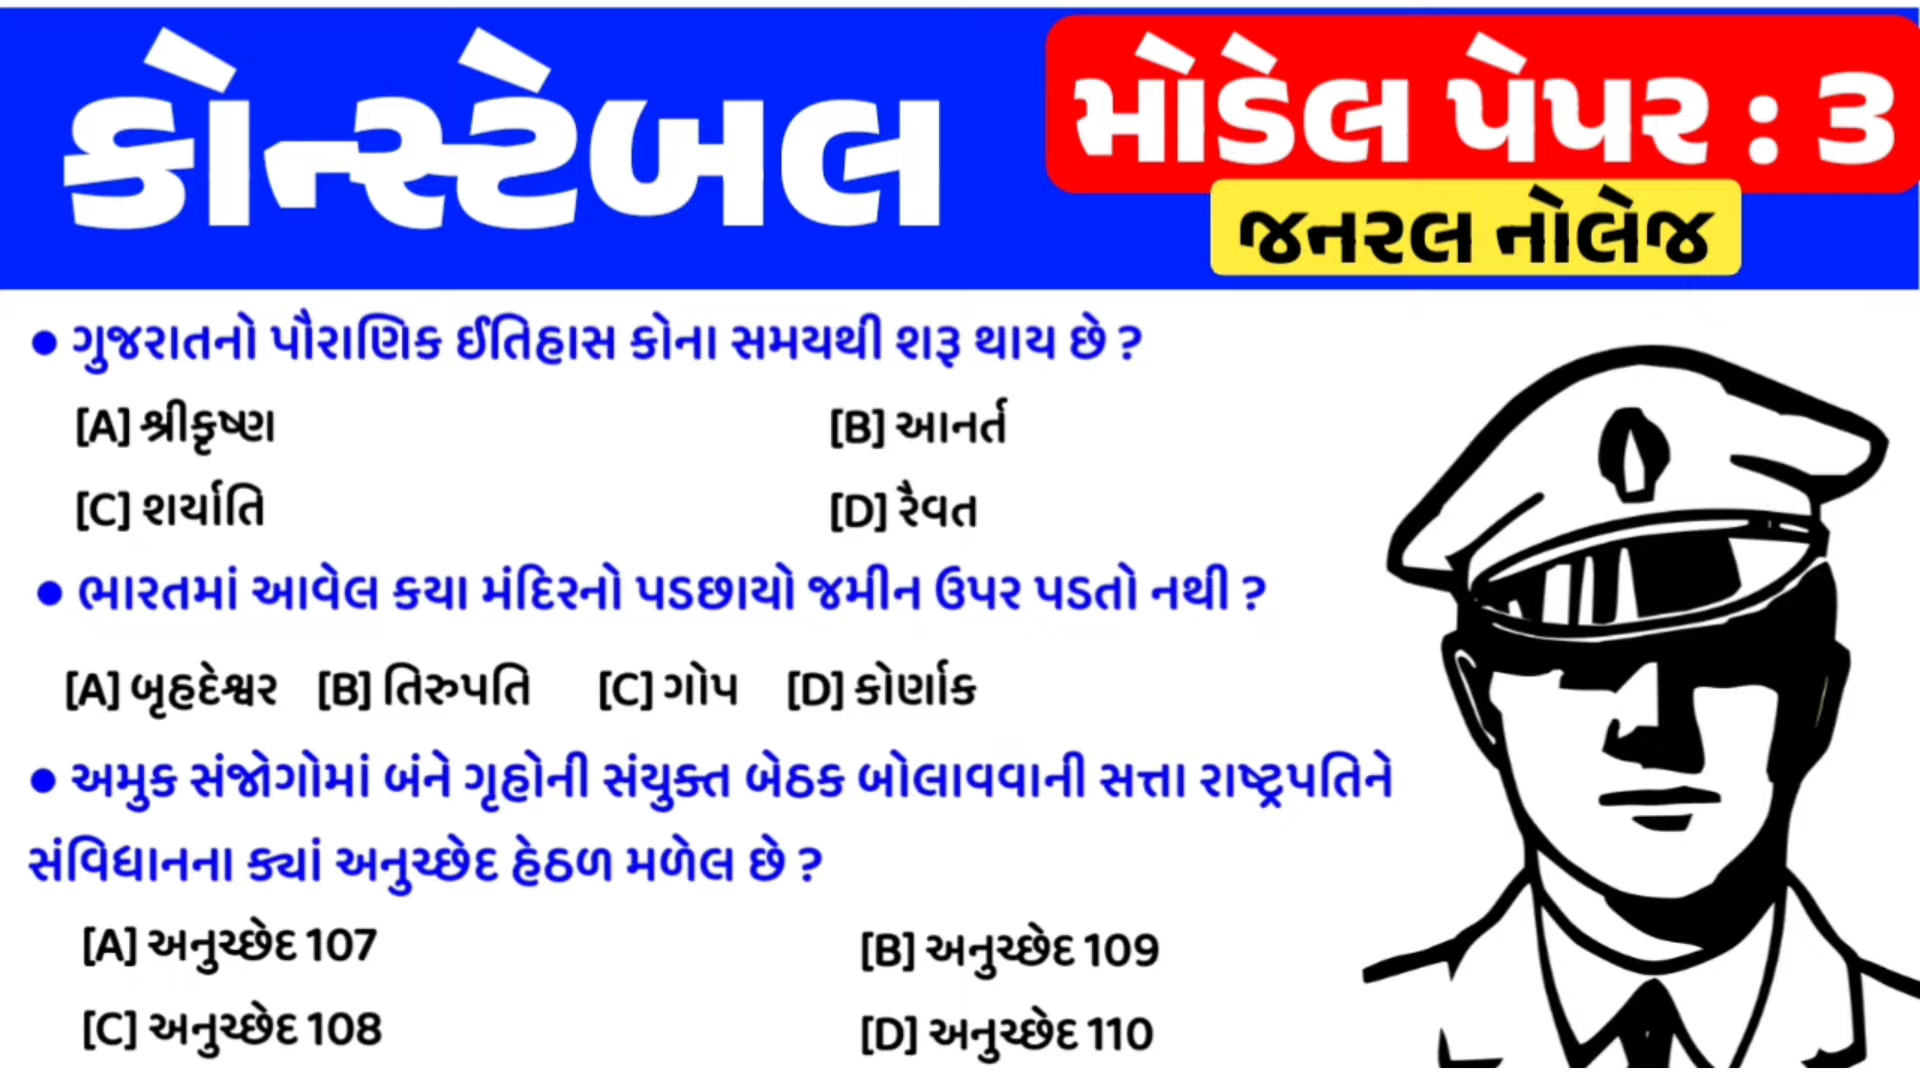 કોન્સ્ટેબલ
મોડેલ પેપર : ૩
જનરલ નોલેજ
● ગુજરાતનો પૌરાણિક ઈતિહાસ કોના સમયથી શરૂ થાય છે ?
[A] શ્રીકૃષ્ણ [B] આનર્ત
[C] શર્યાતિ [D] રૈવત
● ભારતમાં આવેલ કયા મંદિરનો પડછાયો જમીન ઉપર પડતો નથી ?
[A] બૃહદેશ્વર [B] તિરુપતિ [C] ગોપ [D] કોર્ણાક
● અમુક સંજોગોમાં બંને ગૃહોની સંયુક્ત બેઠક બોલાવવાની સત્તા રાષ્ટ્રપતિને
સંવિધાનના ક્યાં અનુચ્છેદ હેઠળ મળેલ છે ?
[A] અનુચ્છેદ 107 [B] અનુચ્છેદ 109
[C] અનુચ્છેદ 108 [D] અનુચ્છેદ 110